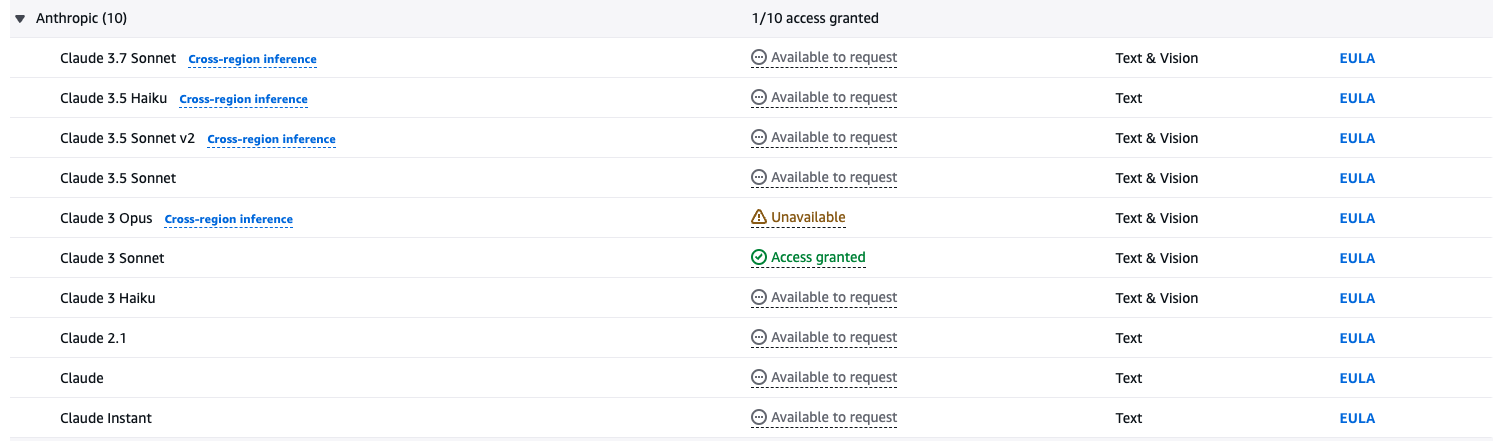 Anthropic (10) 1/10 access granted
Claude 3.7 Sonnet Cross-region inference Available to request Text & Vision EULA
Claude 3.5 Haiku Cross-region inference Available to request Text EULA
Claude 3.5 Sonnet v2 Cross-region inference Available to request Text & Vision EULA
Claude 3.5 Sonnet Available to request Text & Vision EULA
Claude 3 Opus Cross-region inference Unavailable Text & Vision EULA
Claude 3 Sonnet Access granted Text & Vision EULA
Claude 3 Haiku Available to request Text & Vision EULA
Claude 2.1 Available to request Text EULA
Claude Available to request Text EULA
Claude Instant Available to request Text EULA